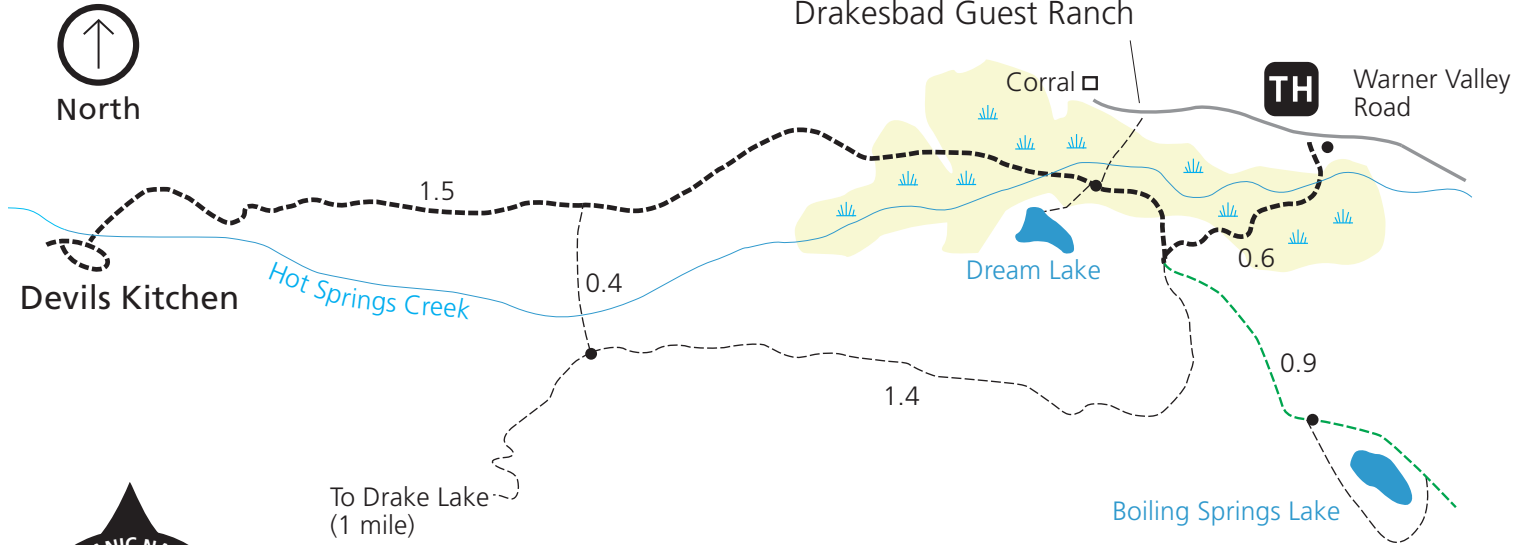 Drakesbad Guest Ranch
North
Corral
TH
Warner Valley
Road
1.5
Devils Kitchen
Hot Springs Creek
0.4
Dream Lake
0.6
0.9
1.4
To Drake Lake
(1 mile)
Boiling Springs Lake